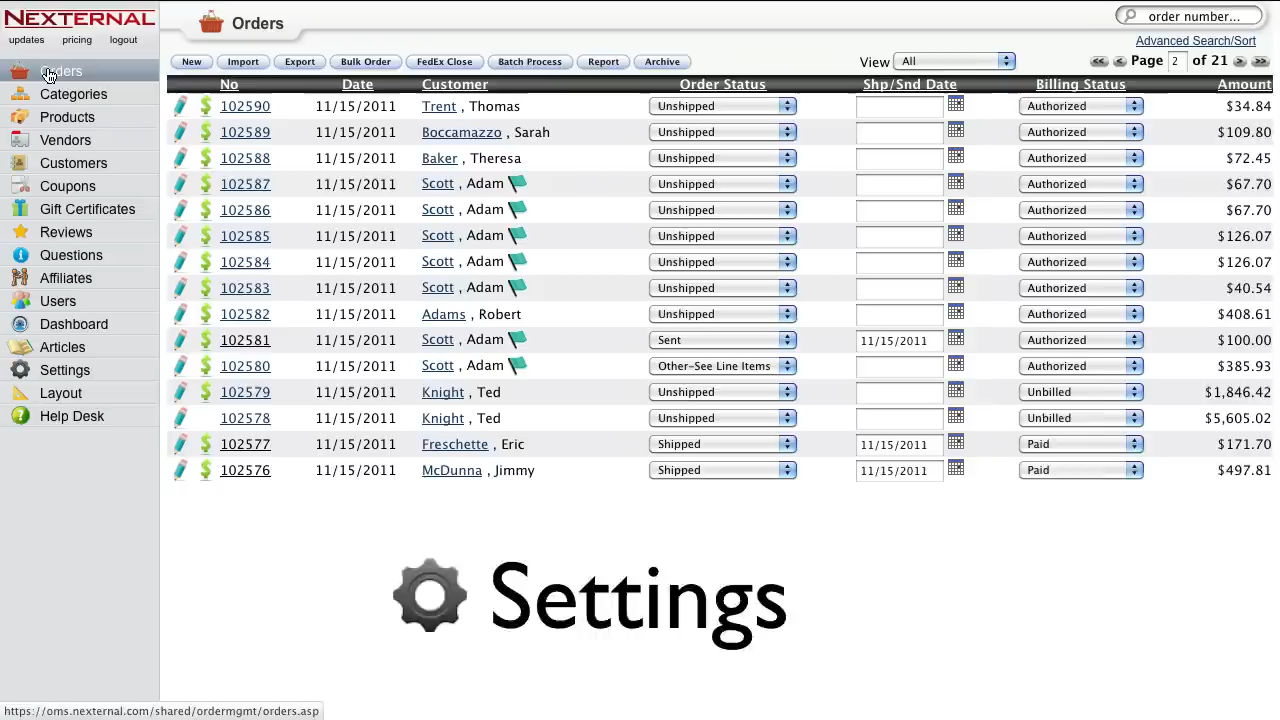 NEXTERNAL
updates pricing logout
Orders
Categories
Products
Vendors
Customers
Coupons
Gift Certificates
Reviews
Questions
Affiliates
Users
Dashboard
Articles
Settings
Layout
Help Desk
Orders
order number...
Advanced Search/Sort
New Import Export Bulk Order FedEx Close Batch Process Report Archive View All Page 2 of 21
No Date Customer Order Status Shp/Snd Date Billing Status Amount
102590 11/15/2011 Trent , Thomas Unshipped Authorized $34.84
102589 11/15/2011 Boccamazzo , Sarah Unshipped Authorized $109.80
102588 11/15/2011 Baker , Theresa Unshipped Authorized $72.45
102587 11/15/2011 Scott , Adam Unshipped Authorized $67.70
102586 11/15/2011 Scott , Adam Unshipped Authorized $67.70
102585 11/15/2011 Scott , Adam Unshipped Authorized $126.07
102584 11/15/2011 Scott , Adam Unshipped Authorized $126.07
102583 11/15/2011 Scott , Adam Unshipped Authorized $40.54
102582 11/15/2011 Adams , Robert Unshipped Authorized $408.61
102581 11/15/2011 Scott , Adam Sent 11/15/2011 Authorized $100.00
102580 11/15/2011 Scott , Adam Other-See Line Items Authorized $385.93
102579 11/15/2011 Knight , Ted Unshipped Unbilled $1,846.42
102578 11/15/2011 Knight , Ted Unshipped Unbilled $5,605.02
102577 11/15/2011 Freschette , Eric Shipped 11/15/2011 Paid $171.70
102576 11/15/2011 McDunna , Jimmy Shipped 11/15/2011 Paid $497.81
Settings
https://oms.nexternal.com/shared/ordermgmt/orders.asp